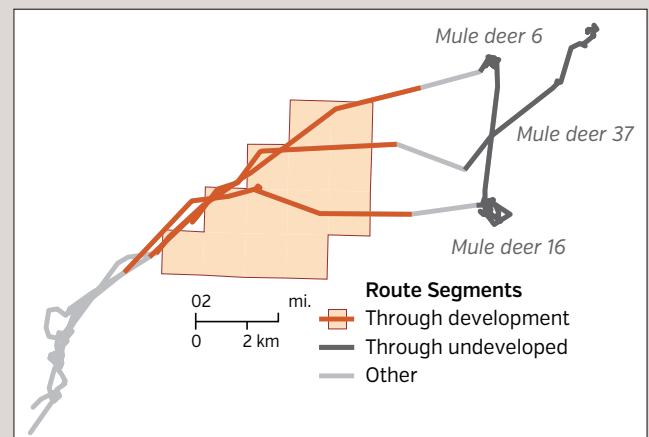 Mule deer 6
Mule deer 37
Mule deer 16
Route Segments
02 mi.
Through development
0 2 km
Through undeveloped
Other